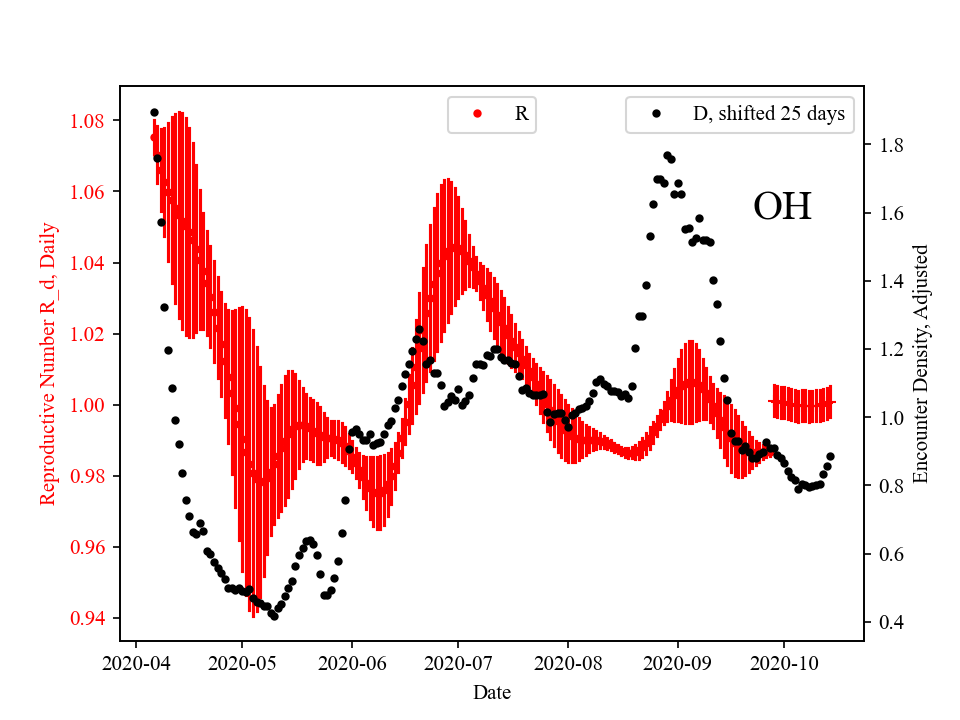 R
D, shifted 25 days
OH
Reproductive Number R_d, Daily
1.08
1.06
1.04
1.02
1.00
0.98
0.96
0.94
1.8
1.6
1.4
1.2
1.0
0.8
0.6
0.4
Encounter Density, Adjusted
2020-04 2020-05 2020-06 2020-07 2020-08 2020-09 2020-10
Date